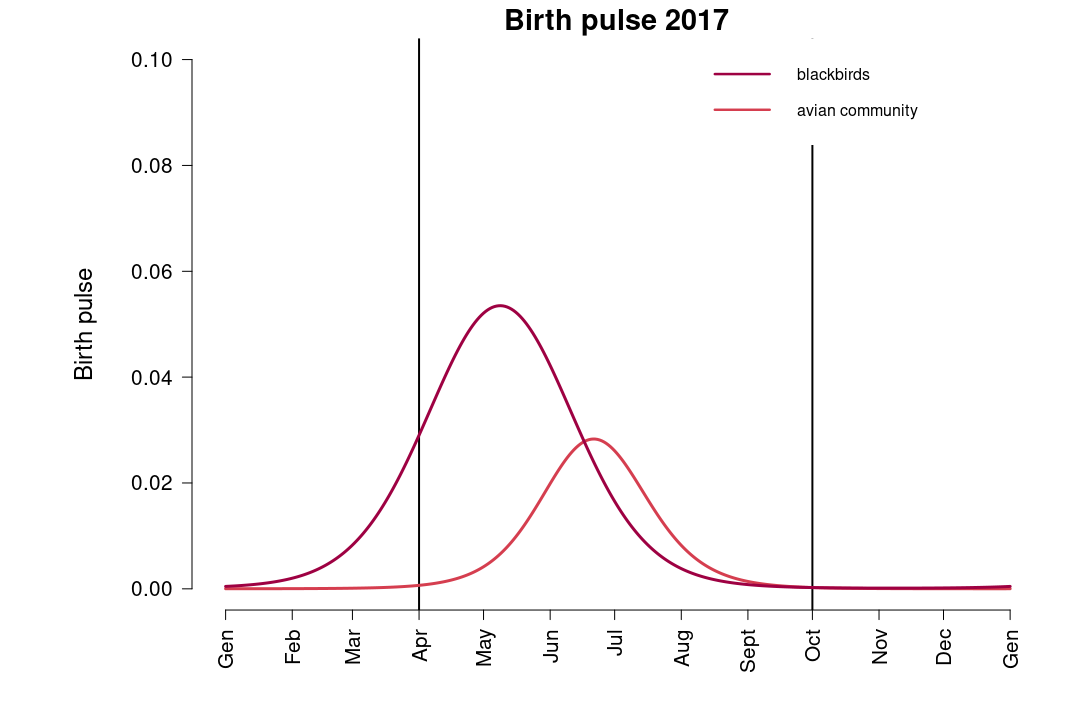 Birth pulse 2017
blackbirds
avian community
Birth pulse
0.10
0.08
0.06
0.04
0.02
0.00
Gen Feb Mar Apr May Jun Jul Aug Sept Oct Nov Dec Gen